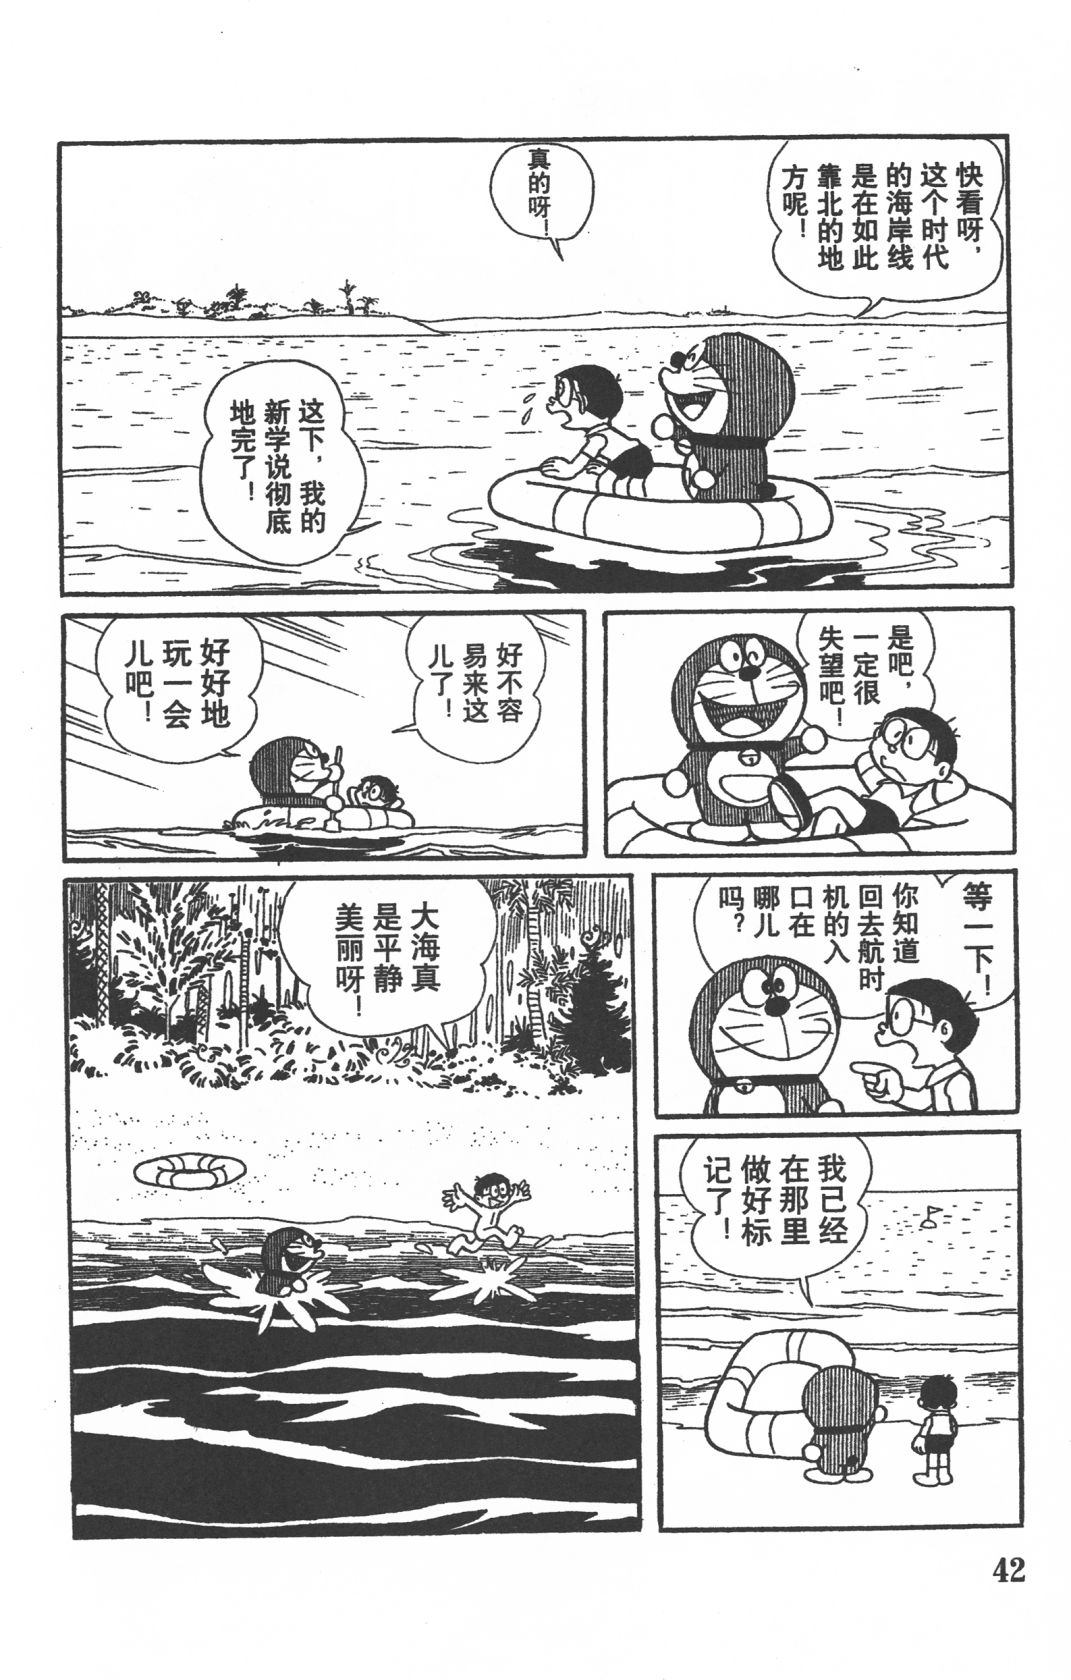 快看呀，
这个时代
的海岸线
是在如此
靠北的地
方呢！
真的呀！
这下，我的
新学说彻底
地完了！
是吧，
一定很
失望吧！
好不容
易来这
儿了！
好好地
玩一会
儿吧！
等一下！
你知道
回去航时
机的入
口在
哪儿
吗？
我已经
在那里
做好标
记了！
大海真
是平静
美丽呀！
42